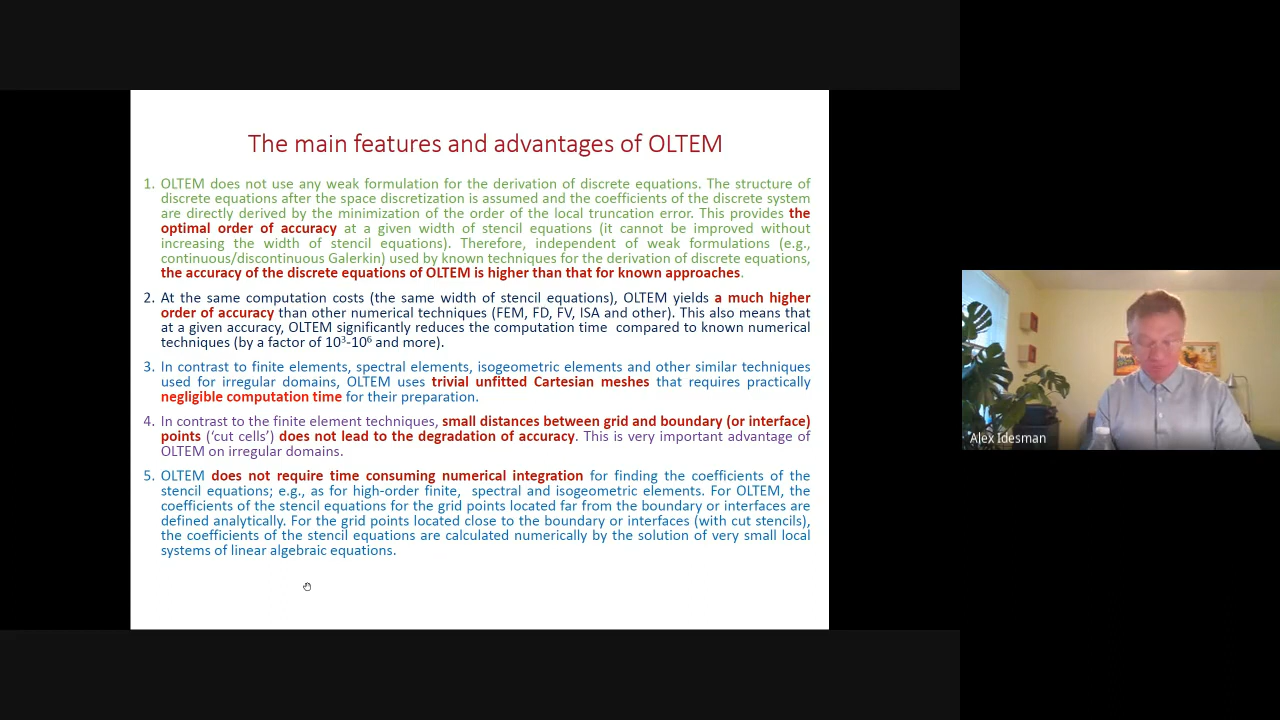 The main features and advantages of OLTEM
1. OLTEM does not use any weak formulation for the derivation of discrete equations. The structure of
discrete equations after the space discretization is assumed and the coefficients of the discrete system
are directly derived by the minimization of the order of the local truncation error. This provides the
optimal order of accuracy at a given width of stencil equations (it cannot be improved without
increasing the width of stencil equations). Therefore, independent of weak formulations (e.g.,
continuous/discontinuous Galerkin) used by known techniques for the derivation of discrete equations,
the accuracy of the discrete equations of OLTEM is higher than that for known approaches.
2. At the same computation costs (the same width of stencil equations), OLTEM yields a much higher
order of accuracy than other numerical techniques (FEM, FD, FV, ISA and other). This also means that
at a given accuracy, OLTEM significantly reduces the computation time compared to known numerical
techniques (by a factor of 10³-10⁶ and more).
3. In contrast to finite elements, spectral elements, isogeometric elements and other similar techniques
used for irregular domains, OLTEM uses trivial unfitted Cartesian meshes that requires practically
negligible computation time for their preparation.
4. In contrast to the finite element techniques, small distances between grid and boundary (or interface)
points ('cut cells') does not lead to the degradation of accuracy. This is very important advantage of
OLTEM on irregular domains.
5. OLTEM does not require time consuming numerical integration for finding the coefficients of the
stencil equations; e.g., as for high-order finite, spectral and isogeometric elements. For OLTEM, the
coefficients of the stencil equations for the grid points located far from the boundary or interfaces are
defined analytically. For the grid points located close to the boundary or interfaces (with cut stencils),
the coefficients of the stencil equations are calculated numerically by the solution of very small local
systems of linear algebraic equations.
Alex Idesman